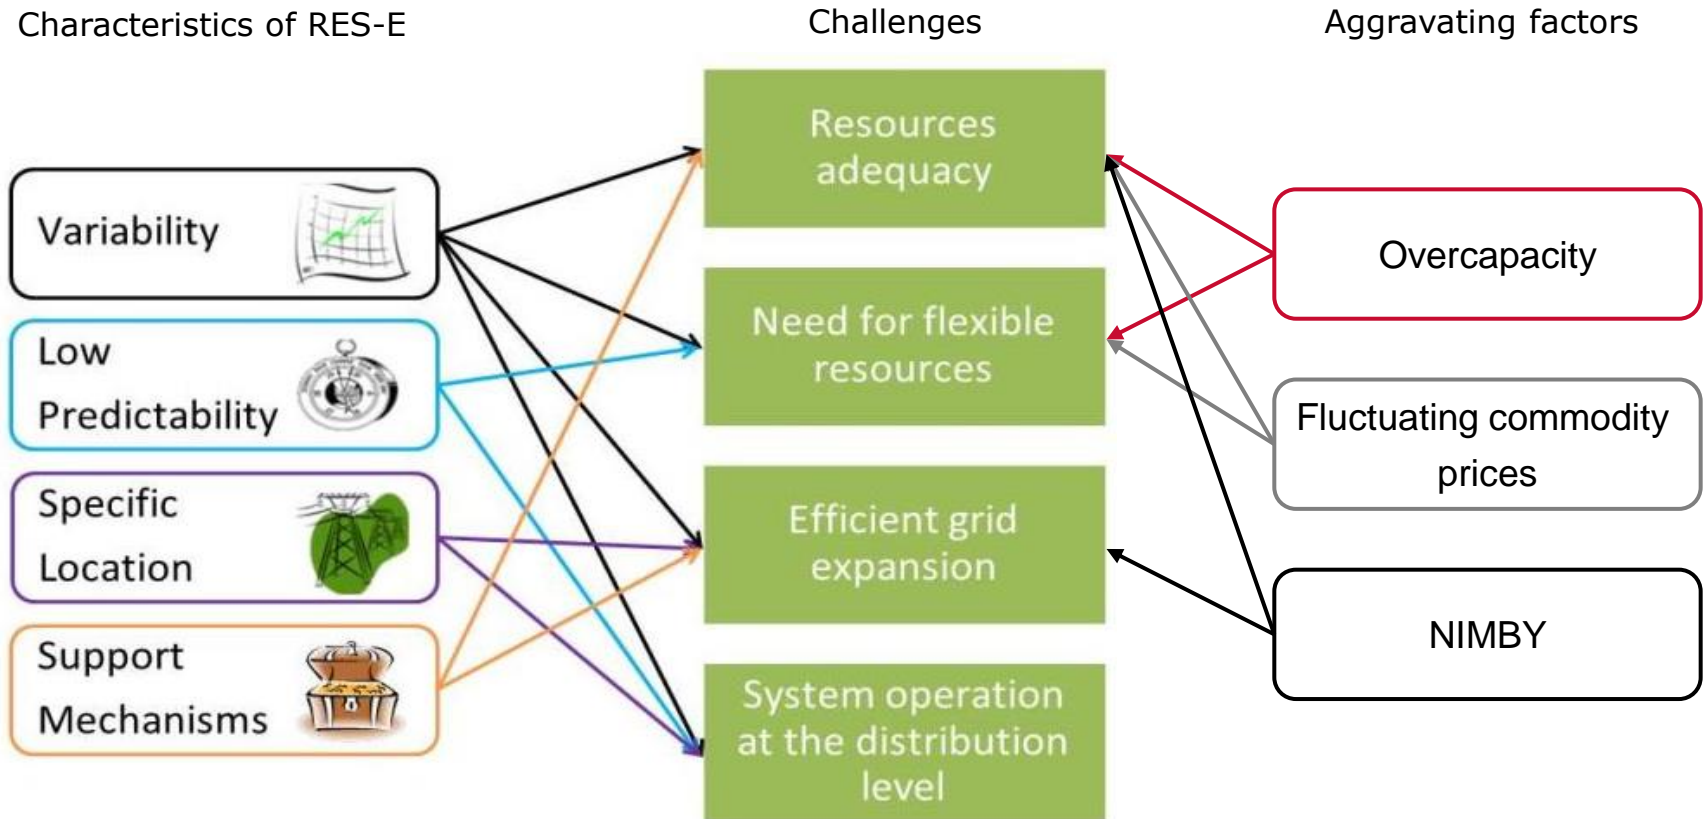 Characteristics of RES-E
Challenges
Aggravating factors
Variability
Low
Predictability
Specific
Location
Support
Mechanisms
Resources
adequacy
Need for flexible
resources
Efficient grid
expansion
System operation
at the distribution
level
Overcapacity
Fluctuating commodity
prices
NIMBY